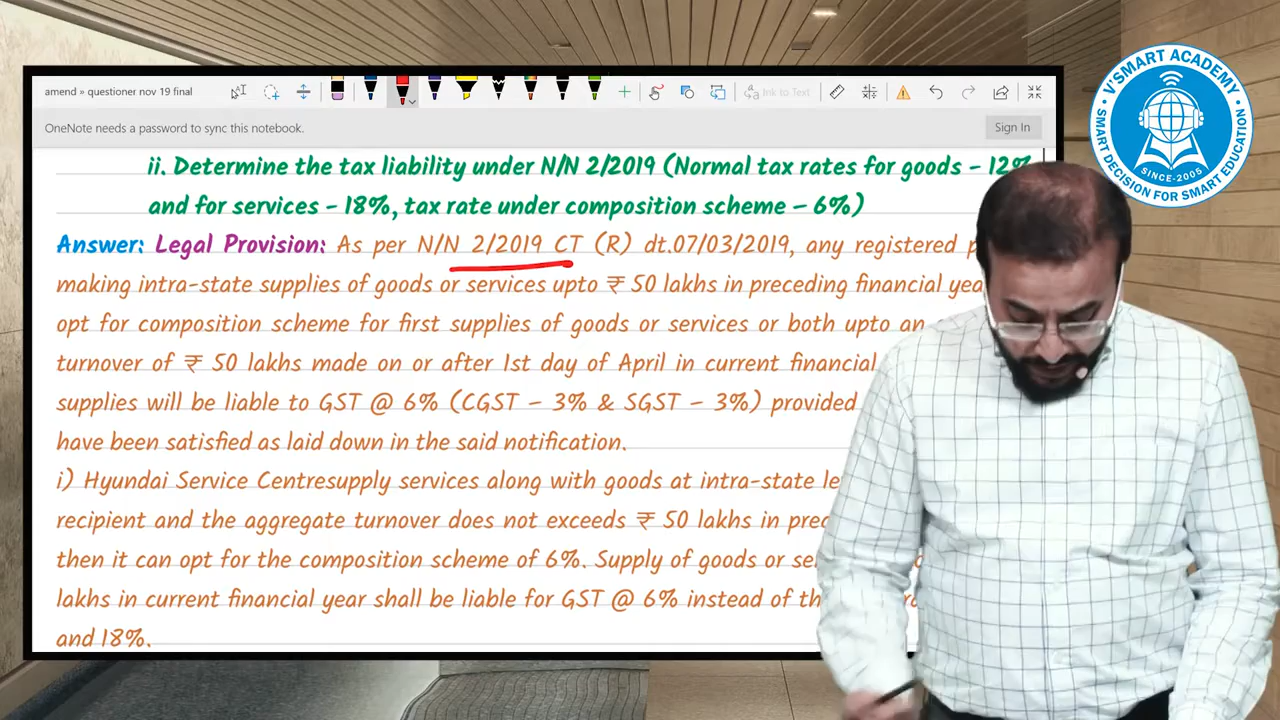 amend » questioner nov 19 final
Ink to Text
OneNote needs a password to sync this notebook.
Sign In
ii. Determine the tax liability under N/N 2/2019 (Normal tax rates for goods – 12%
and for services – 18%, tax rate under composition scheme – 6%)
Answer: Legal Provision: As per N/N 2/2019 CT (R) dt.07/03/2019, any registered
making intra-state supplies of goods or services upto ₹ 50 lakhs in preceding financial
opt for composition scheme for first supplies of goods or services or both upto an
turnover of ₹ 50 lakhs made on or after 1st day of April in current financial
supplies will be liable to GST @ 6% (CGST – 3% & SGST – 3%) provided
have been satisfied as laid down in the said notification.
i) Hyundai Service Centresupply services along with goods at intra-state
recipient and the aggregate turnover does not exceeds ₹ 50 lakhs in
then it can opt for the composition scheme of 6%. Supply of goods or
lakhs in current financial year shall be liable for GST @ 6% instead of
and 18%.
V'SMART ACADEMY
SMART DECISION FOR SMART EDUCATION
SINCE-2005